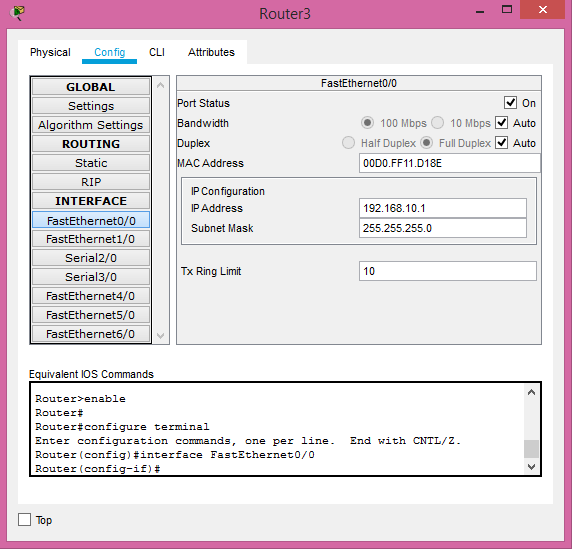 Router3
Physical Config CLI Attributes
GLOBAL
Settings
Algorithm Settings
ROUTING
Static
RIP
INTERFACE
FastEthernet0/0
FastEthernet1/0
Serial2/0
Serial3/0
FastEthernet4/0
FastEthernet5/0
FastEthernet6/0
FastEthernet0/0
Port Status On
Bandwidth 100 Mbps 10 Mbps Auto
Duplex Half Duplex Full Duplex Auto
MAC Address 00D0.FF11.D18E
IP Configuration
IP Address 192.168.10.1
Subnet Mask 255.255.255.0
Tx Ring Limit 10
Equivalent IOS Commands
Router>enable
Router#
Router#configure terminal
Enter configuration commands, one per line. End with CNTL/Z.
Router(config)#interface FastEthernet0/0
Router(config-if)#
Top